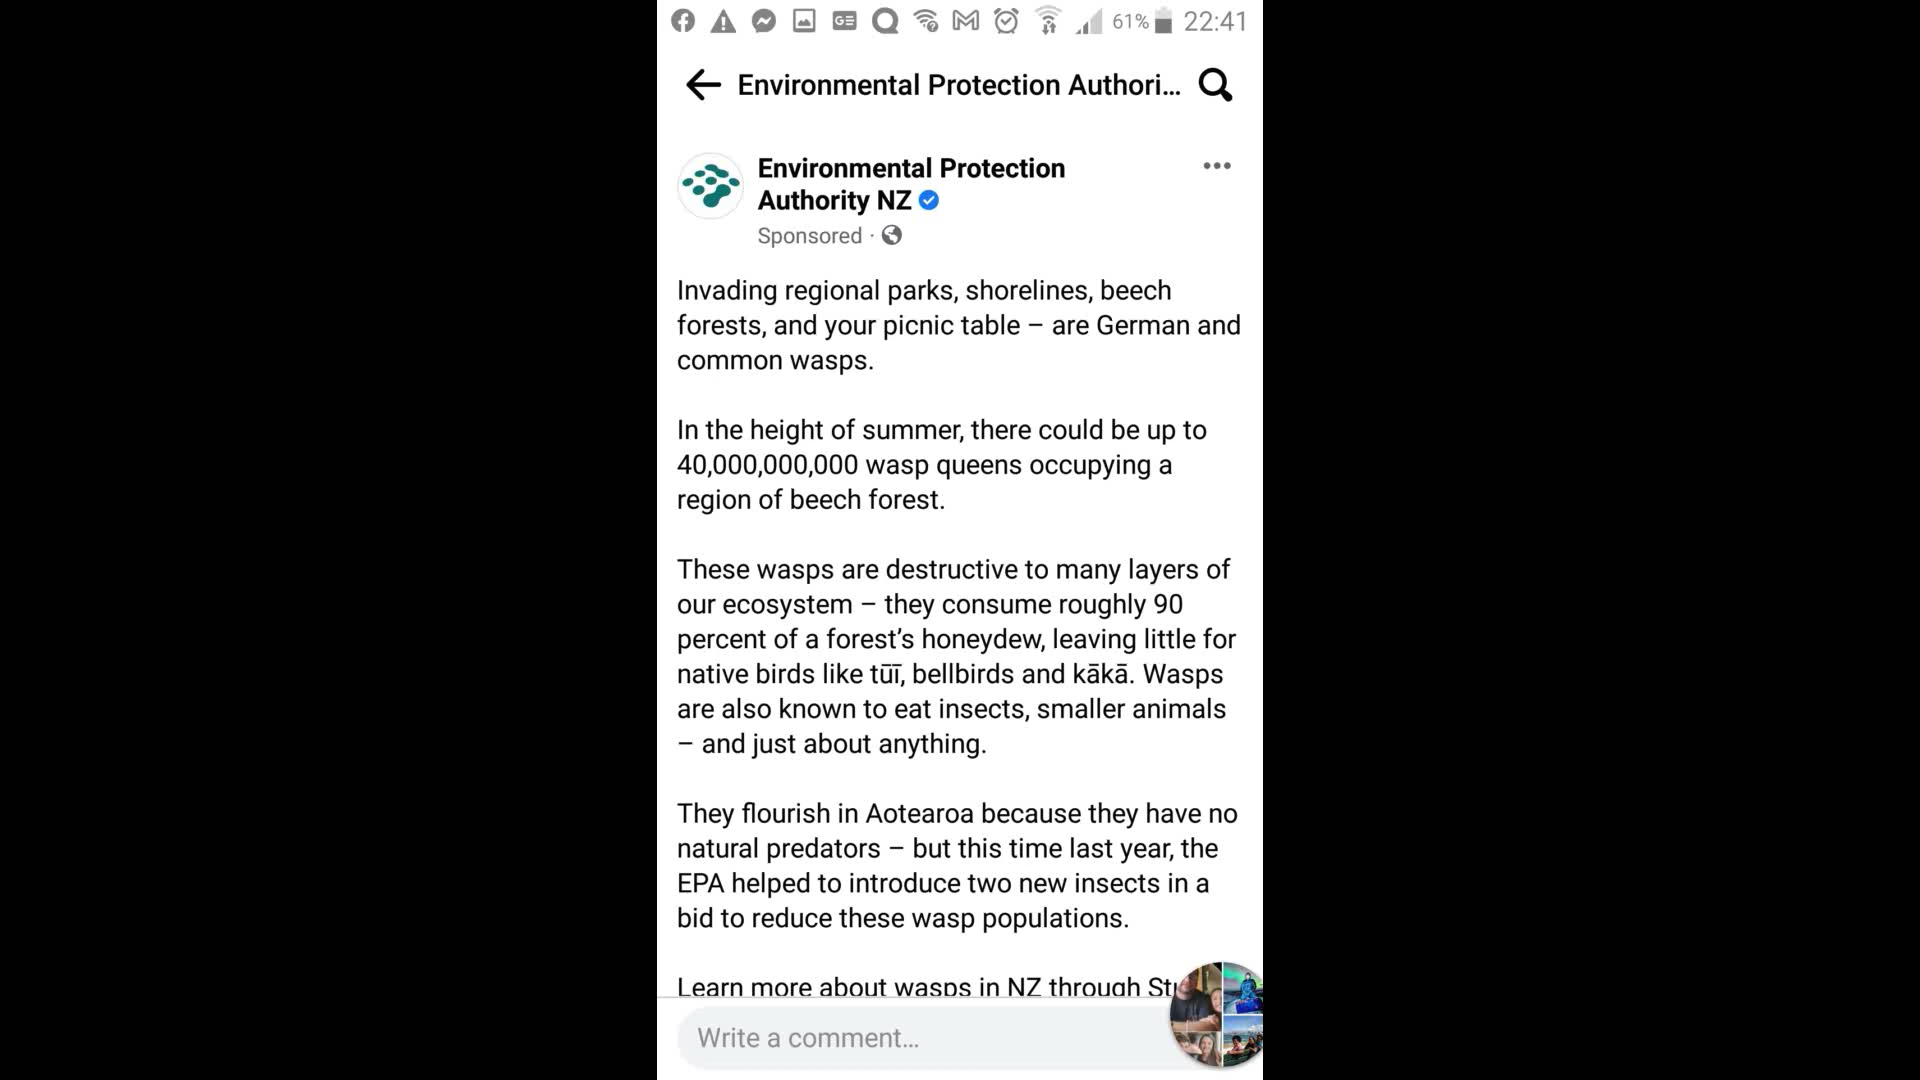 61% 22:41
Environmental Protection Authori...
Environmental Protection
Authority NZ
Sponsored ·
Invading regional parks, shorelines, beech
forests, and your picnic table – are German and
common wasps.
In the height of summer, there could be up to
40,000,000,000 wasp queens occupying a
region of beech forest.
These wasps are destructive to many layers of
our ecosystem – they consume roughly 90
percent of a forest’s honeydew, leaving little for
native birds like tūī, bellbirds and kākā. Wasps
are also known to eat insects, smaller animals
– and just about anything.
They flourish in Aotearoa because they have no
natural predators – but this time last year, the
EPA helped to introduce two new insects in a
bid to reduce these wasp populations.
Learn more about wasps in NZ through
Write a comment...